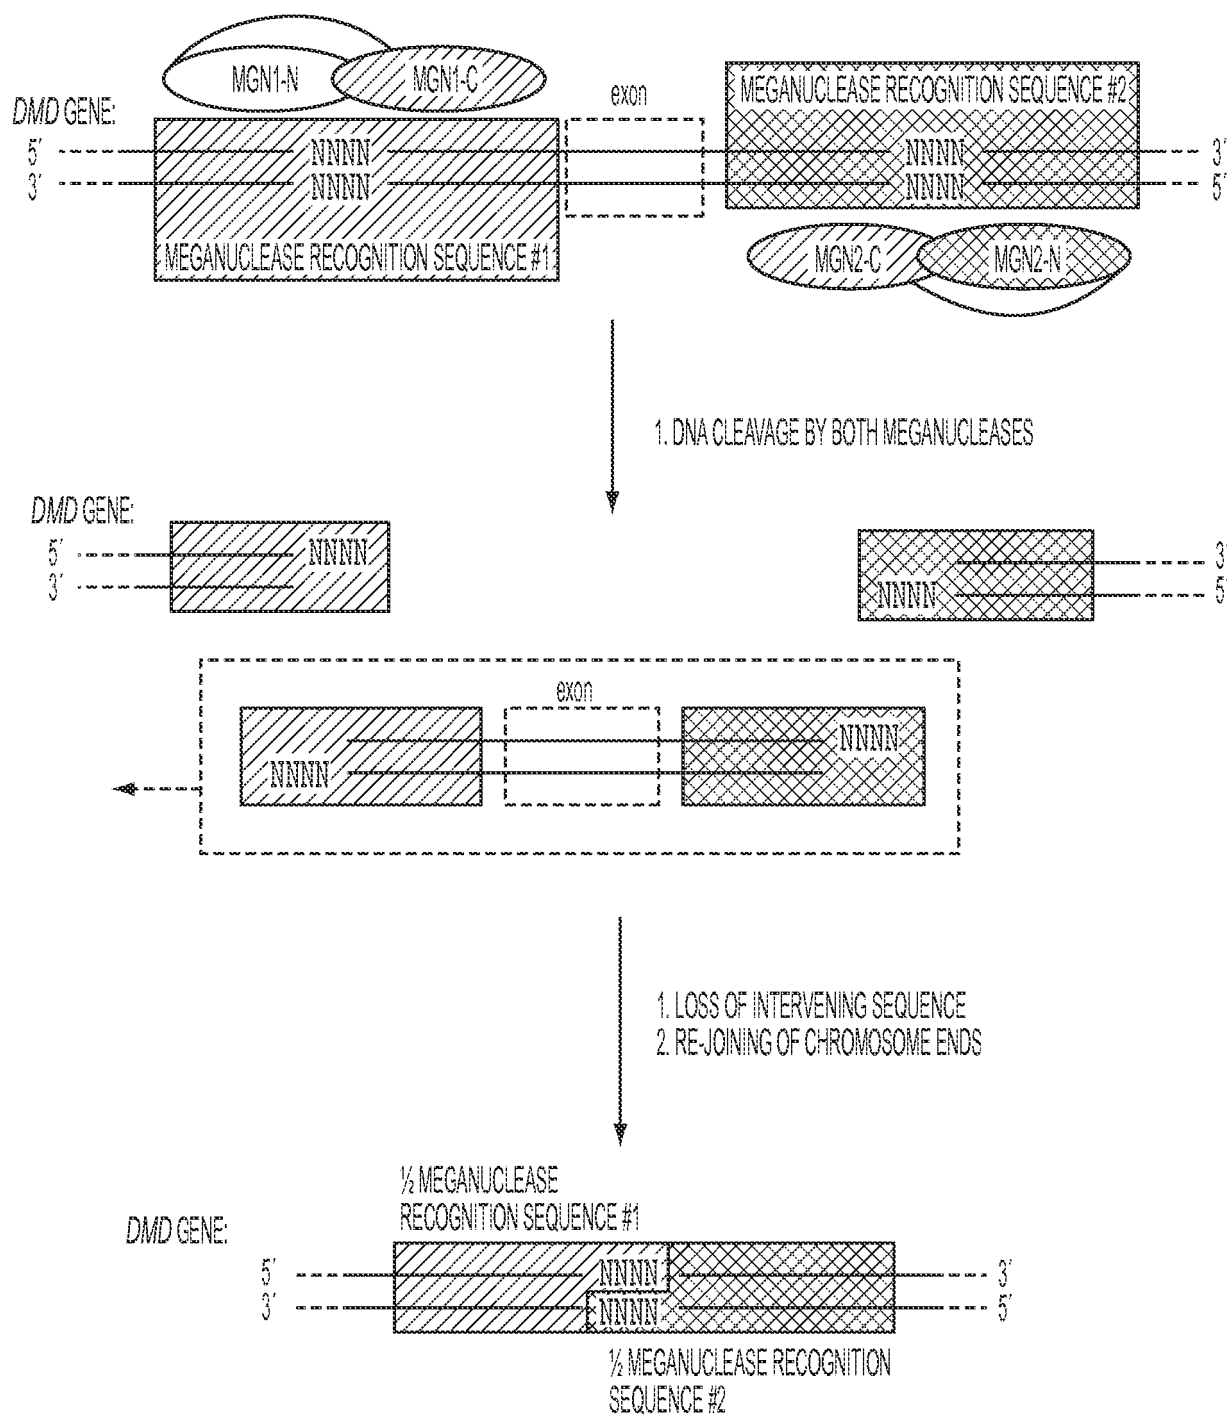 MGN1-N
MGN1-C
exon
MEGANUCLEASE RECOGNITION SEQUENCE #2
DMD GENE:
5′
NNNN
NNNN
3′
3′
NNNN
NNNN
5′
MEGANUCLEASE RECOGNITION SEQUENCE #1
MGN2-C
MGN2-N
1. DNA CLEAVAGE BY BOTH MEGANUCLEASES
DMD GENE:
5′
NNNN
3′
3′
NNNN
5′
exon
NNNN
NNNN
1. LOSS OF INTERVENING SEQUENCE
2. RE-JOINING OF CHROMOSOME ENDS
½ MEGANUCLEASE
RECOGNITION SEQUENCE #1
DMD GENE:
5′
NNNN
3′
3′
NNNN
5′
½ MEGANUCLEASE RECOGNITION
SEQUENCE #2